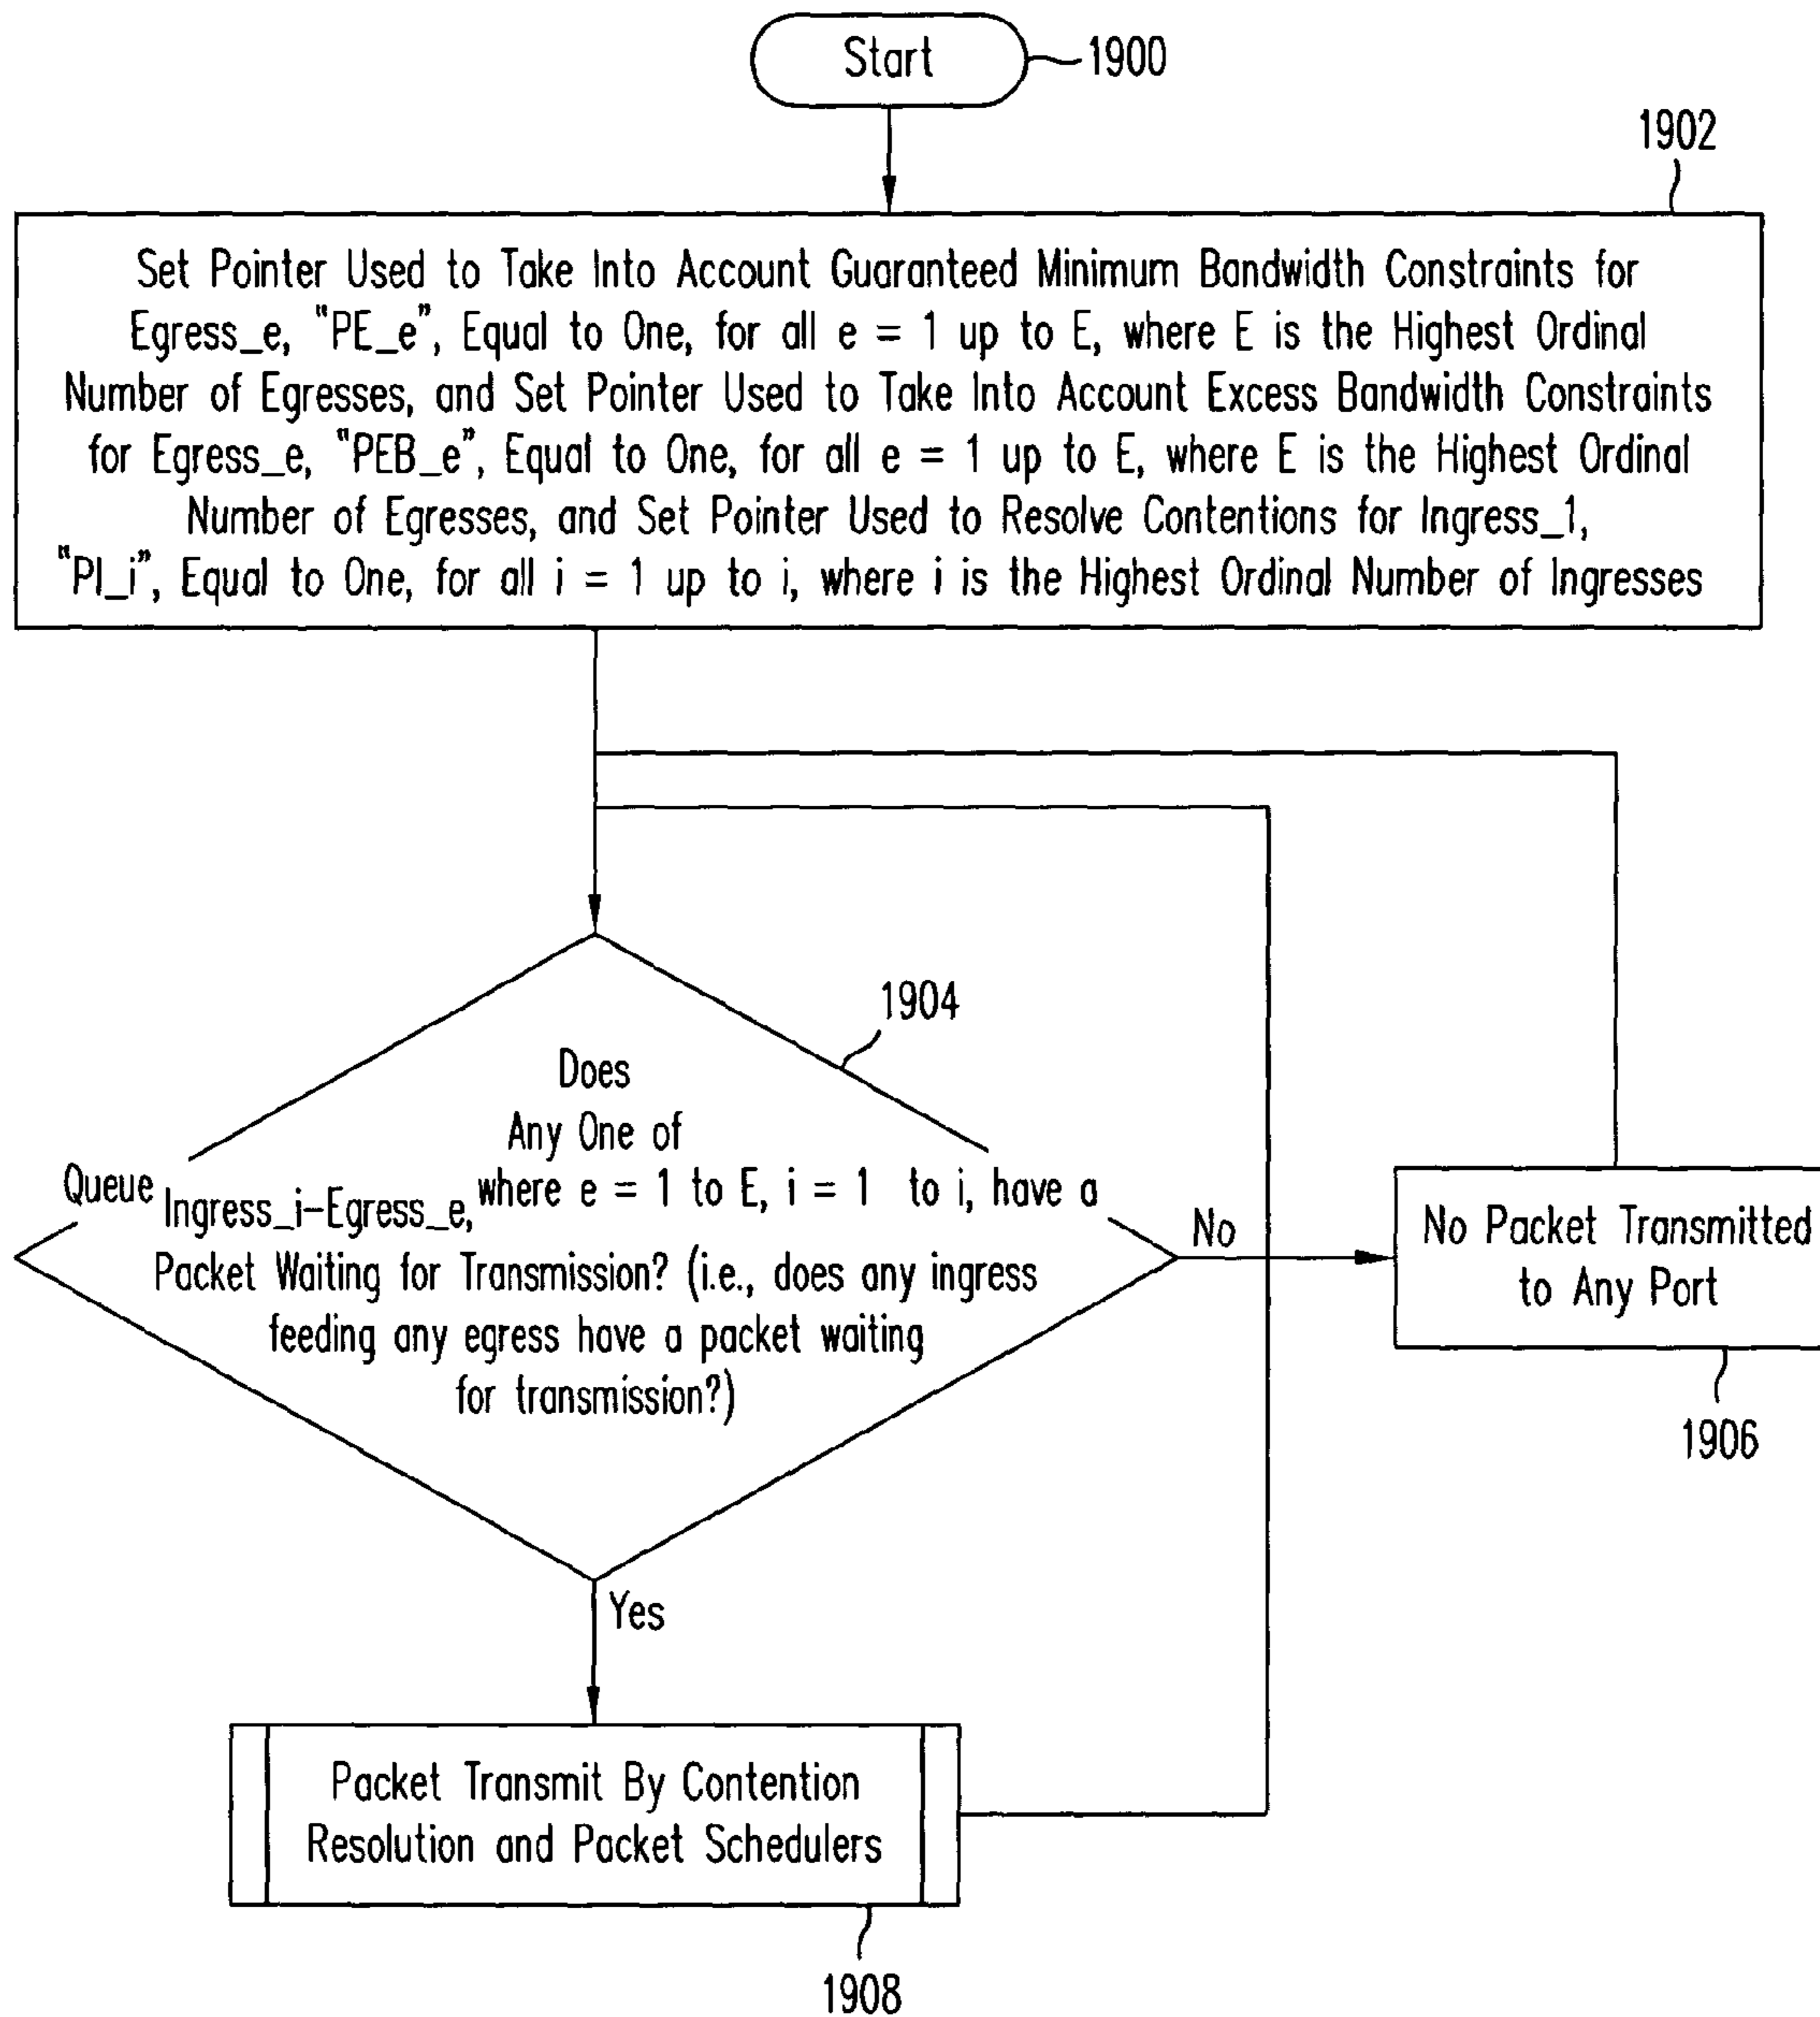 Start
1900
1902
Set Pointer Used to Take Into Account Guaranteed Minimum Bandwidth Constraints for
Egress_e, "PE_e", Equal to One, for all e = 1 up to E, where E is the Highest Ordinal
Number of Egresses, and Set Pointer Used to Take Into Account Excess Bandwidth Constraints
for Egress_e, "PEB_e", Equal to One, for all e = 1 up to E, where E is the Highest Ordinal
Number of Egresses, and Set Pointer Used to Resolve Contentions for Ingress_1,
"PI_i", Equal to One, for all i = 1 up to i, where i is the Highest Ordinal Number of Ingresses
1904
Does
Any One of
Queue Ingress_i-Egress_e, where e = 1 to E, i = 1 to i, have a
Packet Waiting for Transmission? (i.e., does any ingress
feeding any egress have a packet waiting
for transmission?)
No
No Packet Transmitted
to Any Port
1906
Yes
Packet Transmit By Contention
Resolution and Packet Schedulers
1908